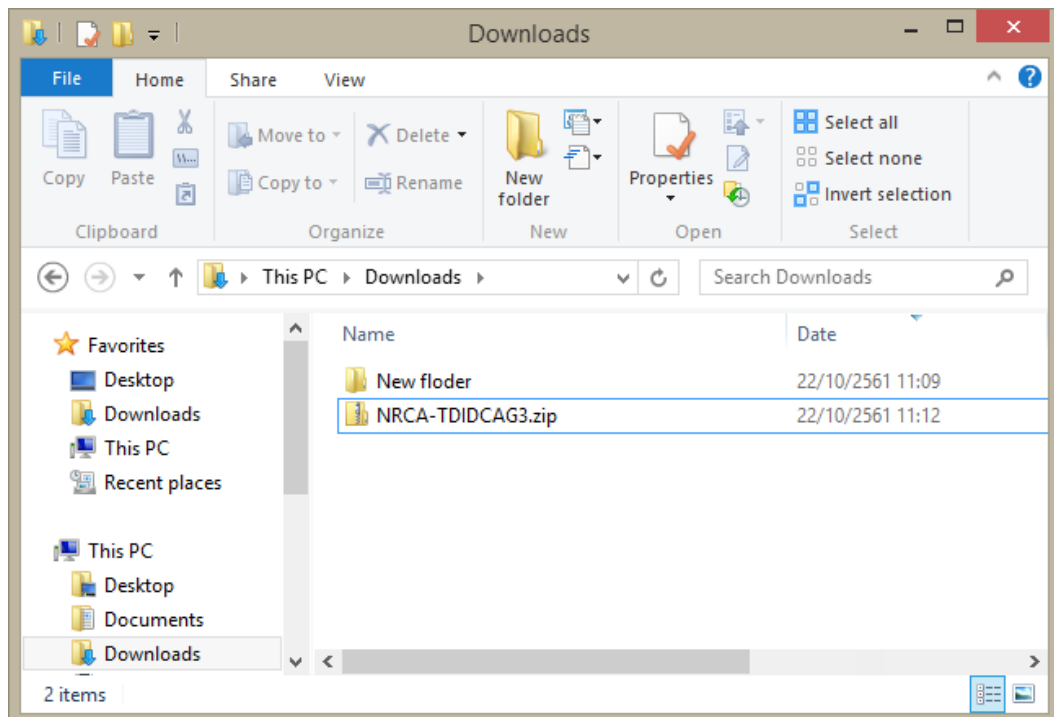 Downloads
File Home Share View
Copy Paste Move to Copy to Delete Rename New folder Properties Select all Select none Invert selection
Clipboard Organize New Open Select
This PC Downloads Search Downloads
Name Date
Favorites
Desktop
Downloads
This PC
Recent places
This PC
Desktop
Documents
Downloads
New floder 22/10/2561 11:09
NRCA-TDIDCAG3.zip 22/10/2561 11:12
2 items